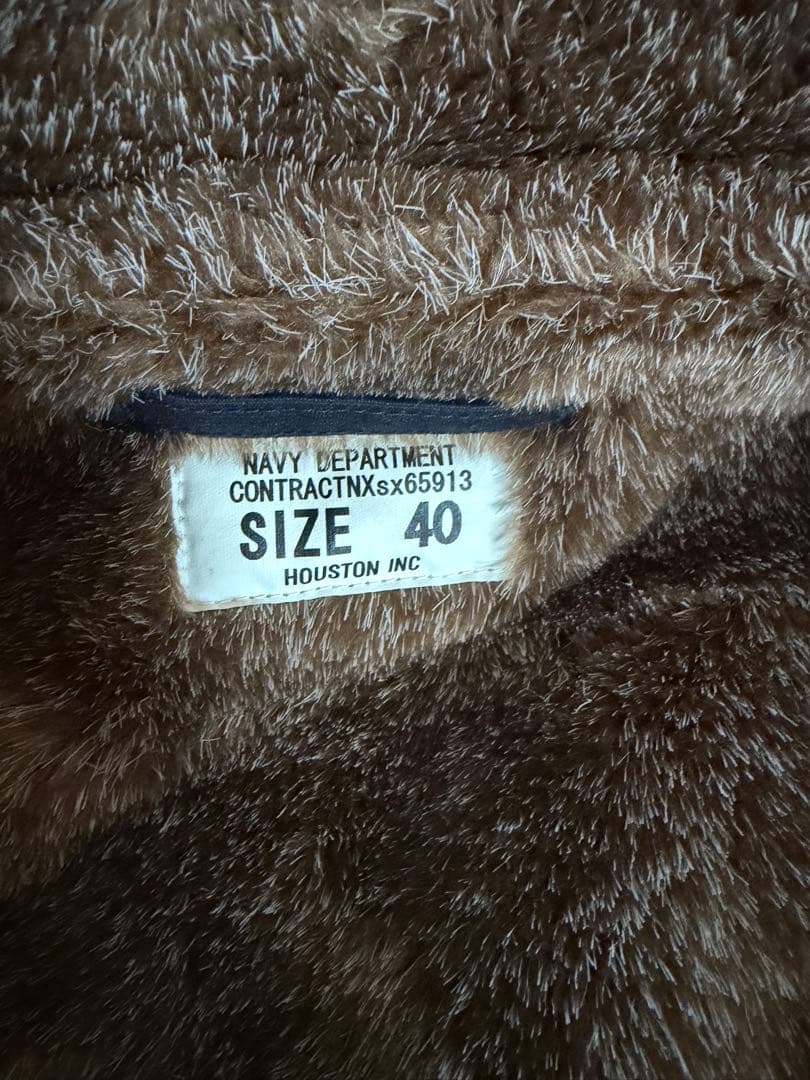 NAVY DEPARTMENT
CONTRACTNXsx65913
SIZE 40
HOUSTON INC